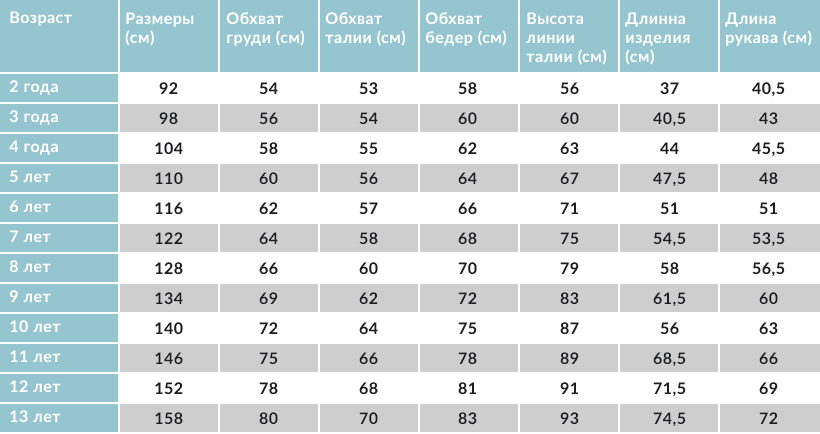 Возраст Размеры (см) Обхват груди (см) Обхват талии (см) Обхват бедер (см) Высота линии талии (см) Длинна изделия (см) Длина рукава (см)
2 года 92 54 53 58 56 37 40,5
3 года 98 56 54 60 60 40,5 43
4 года 104 58 55 62 63 44 45,5
5 лет 110 60 56 64 67 47,5 48
6 лет 116 62 57 66 71 51 51
7 лет 122 64 58 68 75 54,5 53,5
8 лет 128 66 60 70 79 58 56,5
9 лет 134 69 62 72 83 61,5 60
10 лет 140 72 64 75 87 56 63
11 лет 146 75 66 78 89 68,5 66
12 лет 152 78 68 81 91 71,5 69
13 лет 158 80 70 83 93 74,5 72